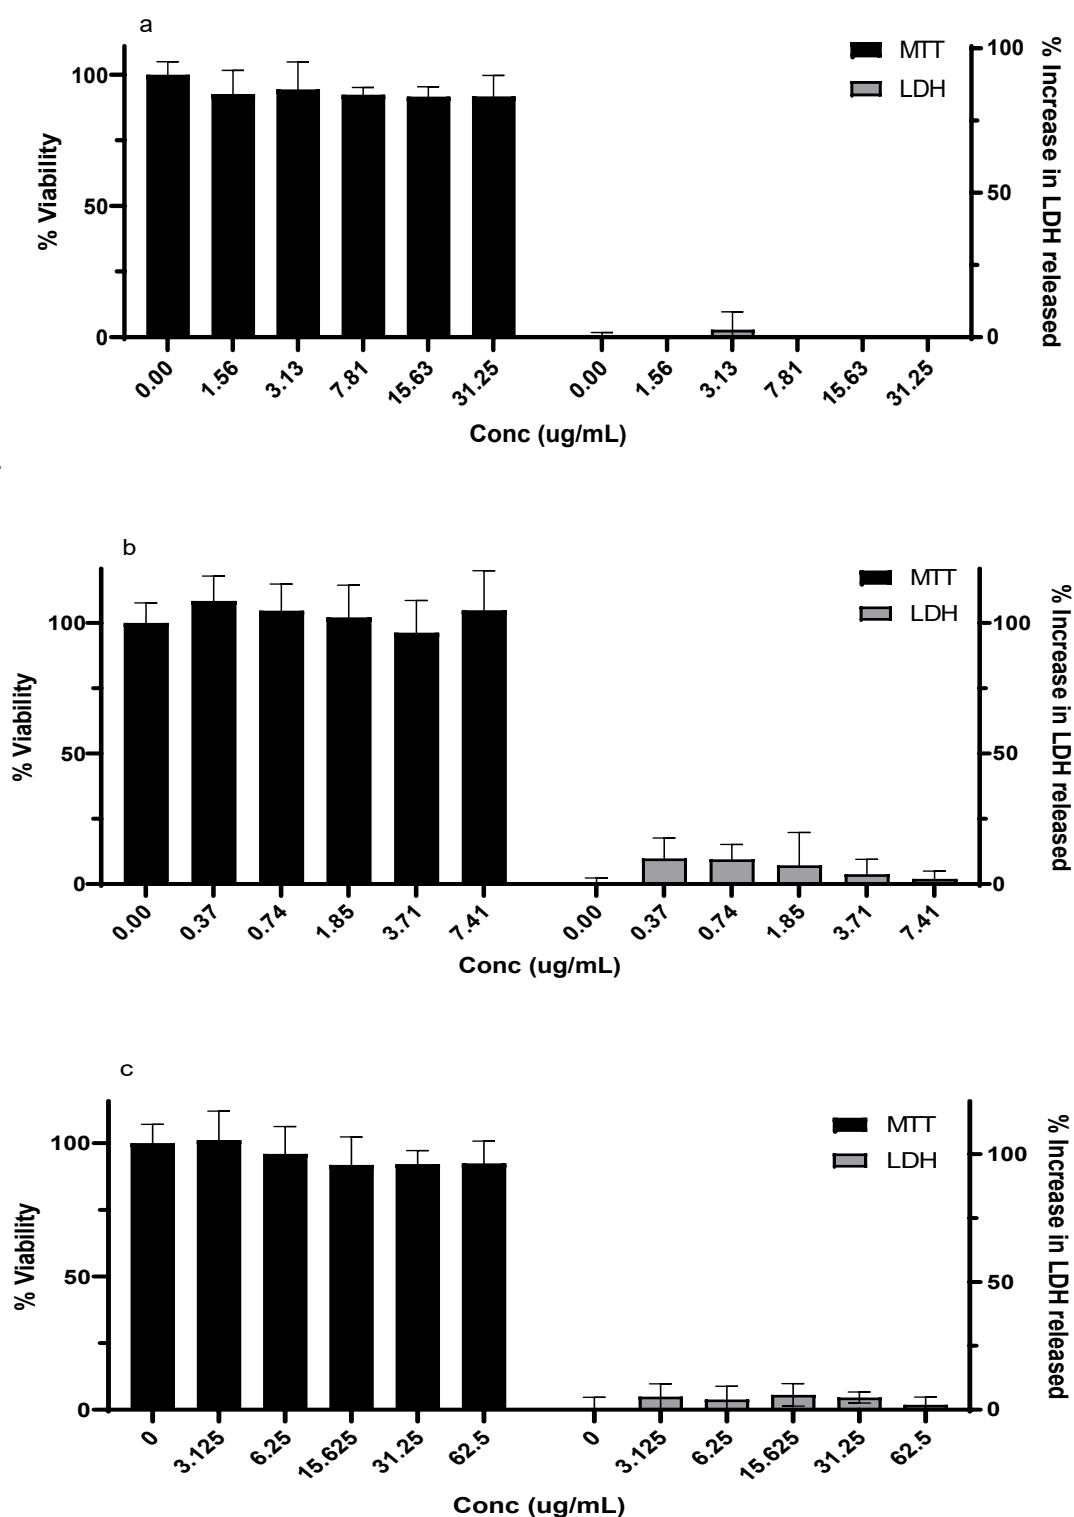 a
MTT
LDH
% Viability
100
50
0
100
50
0
% Increase in LDH released
0.00 1.56 3.13 7.81 15.63 31.25 0.00 1.56 3.13 7.81 15.63 31.25
Conc (ug/mL)
b
MTT
LDH
% Viability
100
50
0
100
50
0
% Increase in LDH released
0.00 0.37 0.74 1.85 3.71 7.41 0.00 0.37 0.74 1.85 3.71 7.41
Conc (ug/mL)
c
MTT
LDH
% Viability
100
50
0
100
50
0
% Increase in LDH released
0 3.125 6.25 15.625 31.25 62.5 0 3.125 6.25 15.625 31.25 62.5
Conc (ug/mL)